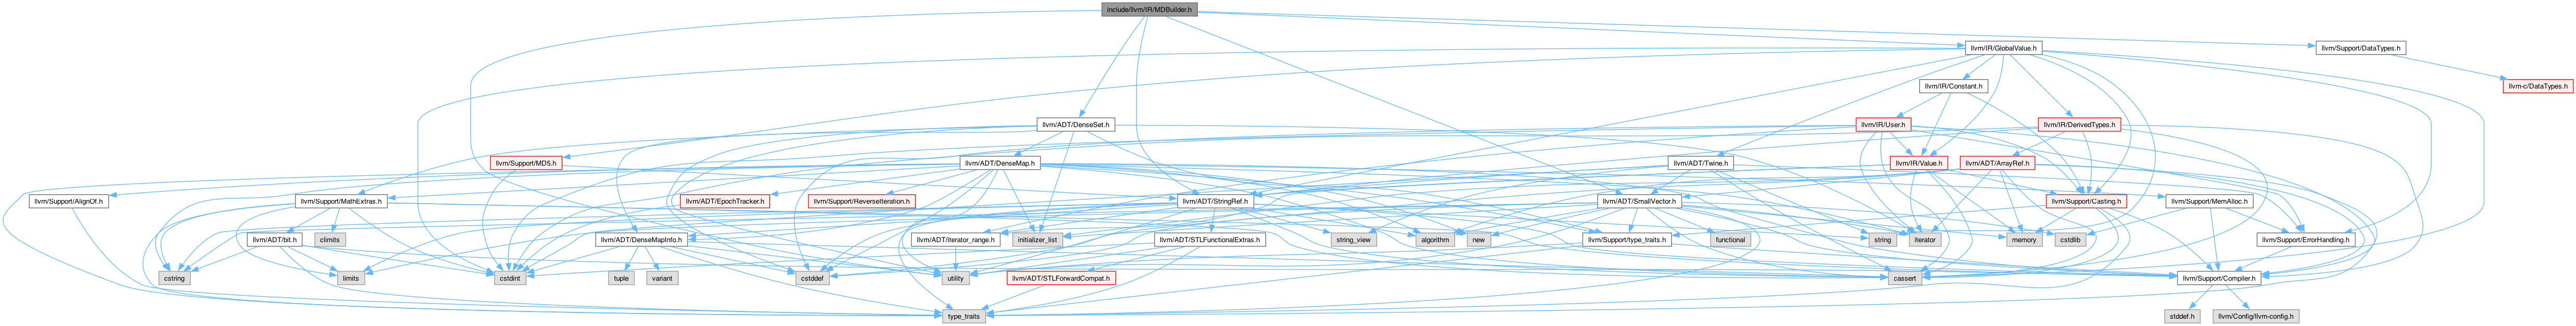 include/llvm/IR/MDBuilder.h
llvm/IR/GlobalValue.h
llvm/Support/DataTypes.h
llvm/IR/Constant.h
llvm-c/DataTypes.h
llvm/ADT/DenseSet.h
llvm/IR/User.h
llvm/IR/DerivedTypes.h
llvm/Support/MD5.h
llvm/ADT/DenseMap.h
llvm/ADT/Twine.h
llvm/IR/Value.h
llvm/ADT/ArrayRef.h
llvm/Support/AlignOf.h
llvm/Support/MathExtras.h
llvm/ADT/EpochTracker.h
llvm/Support/ReverseIteration.h
llvm/ADT/StringRef.h
llvm/ADT/SmallVector.h
llvm/Support/Casting.h
llvm/Support/MemAlloc.h
llvm/ADT/bit.h
climits
llvm/ADT/DenseMapInfo.h
llvm/ADT/iterator_range.h
initializer_list
llvm/ADT/STLFunctionalExtras.h
string_view
algorithm
new
llvm/Support/type_traits.h
functional
string
iterator
memory
cstdlib
llvm/Support/ErrorHandling.h
cstring
limits
cstdint
tuple
variant
cstddef
utility
llvm/ADT/STLForwardCompat.h
cassert
llvm/Support/Compiler.h
type_traits
stddef.h
llvm/Config/llvm-config.h